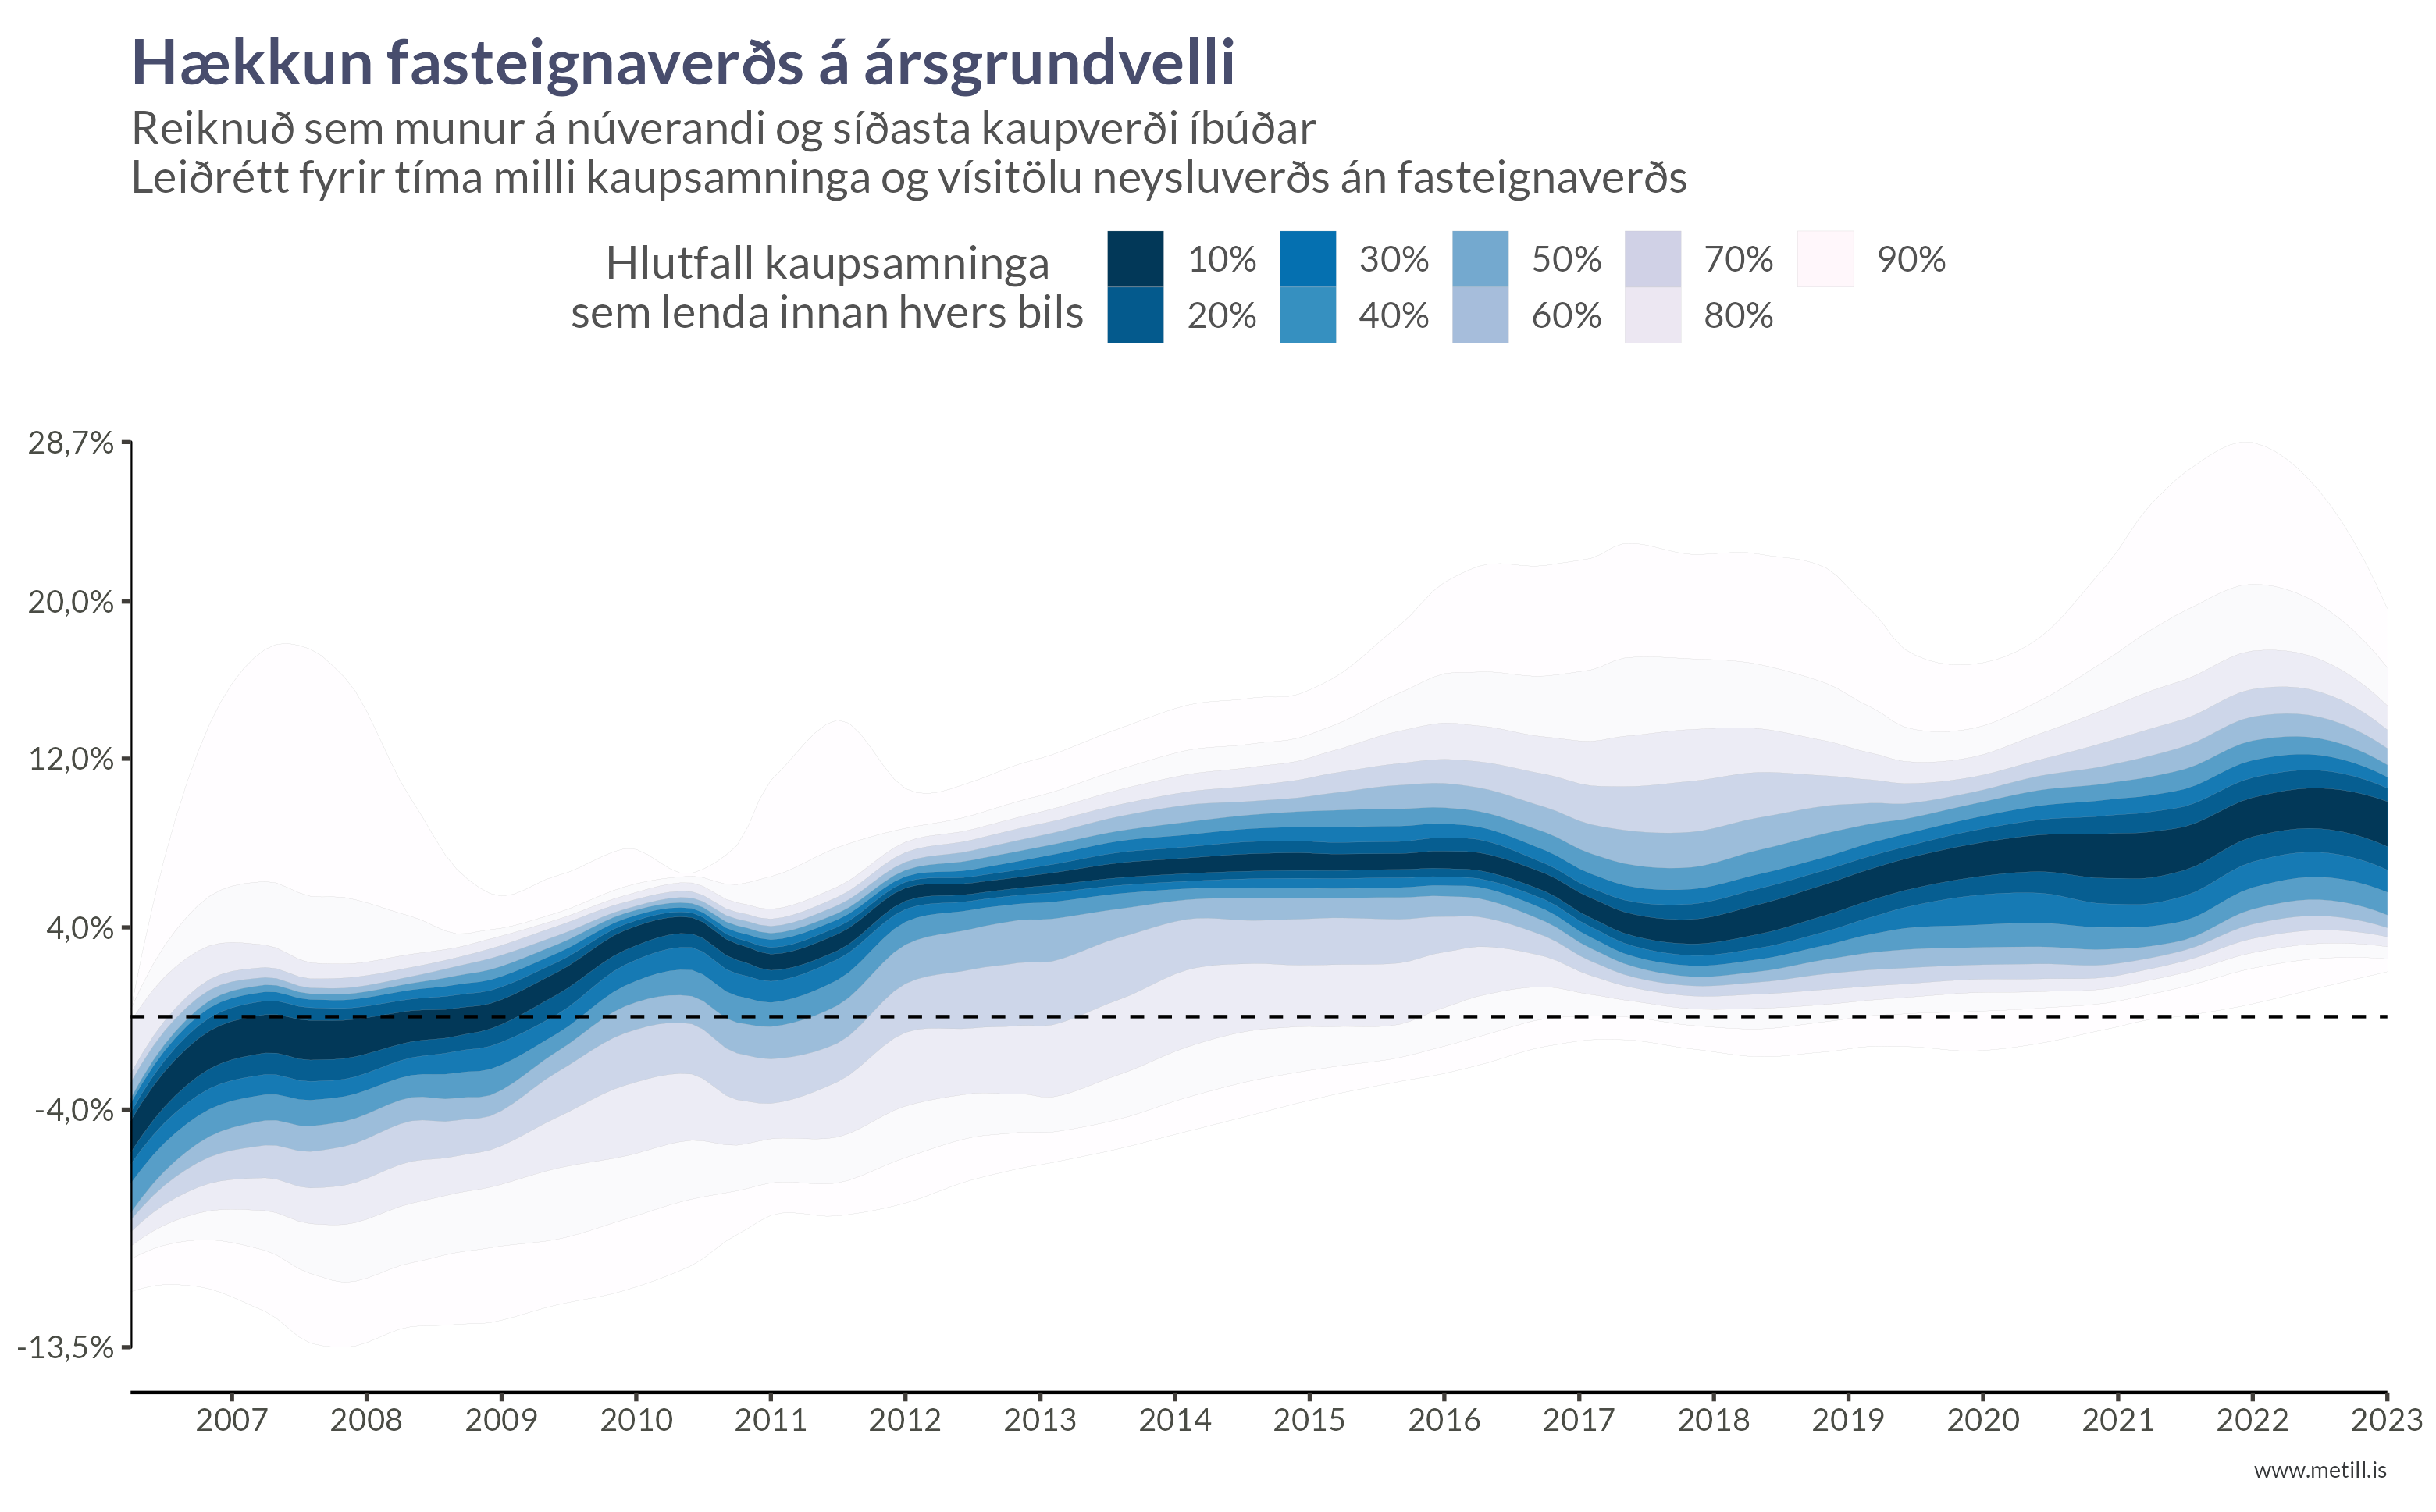 Hækkun fasteignaverðs á ársgrundvelli
Reiknuð sem munur á núverandi og síðasta kaupverði íbúðar
Leiðrétt fyrir tíma milli kaupsamninga og vísitölu neysluverðs án fasteignaverðs
Hlutfall kaupsamninga
sem lenda innan hvers bils
10% 30% 50% 70% 90%
20% 40% 60% 80%
28,7%
20,0%
12,0%
4,0%
-4,0%
-13,5%
2007 2008 2009 2010 2011 2012 2013 2014 2015 2016 2017 2018 2019 2020 2021 2022 2023
www.metill.is